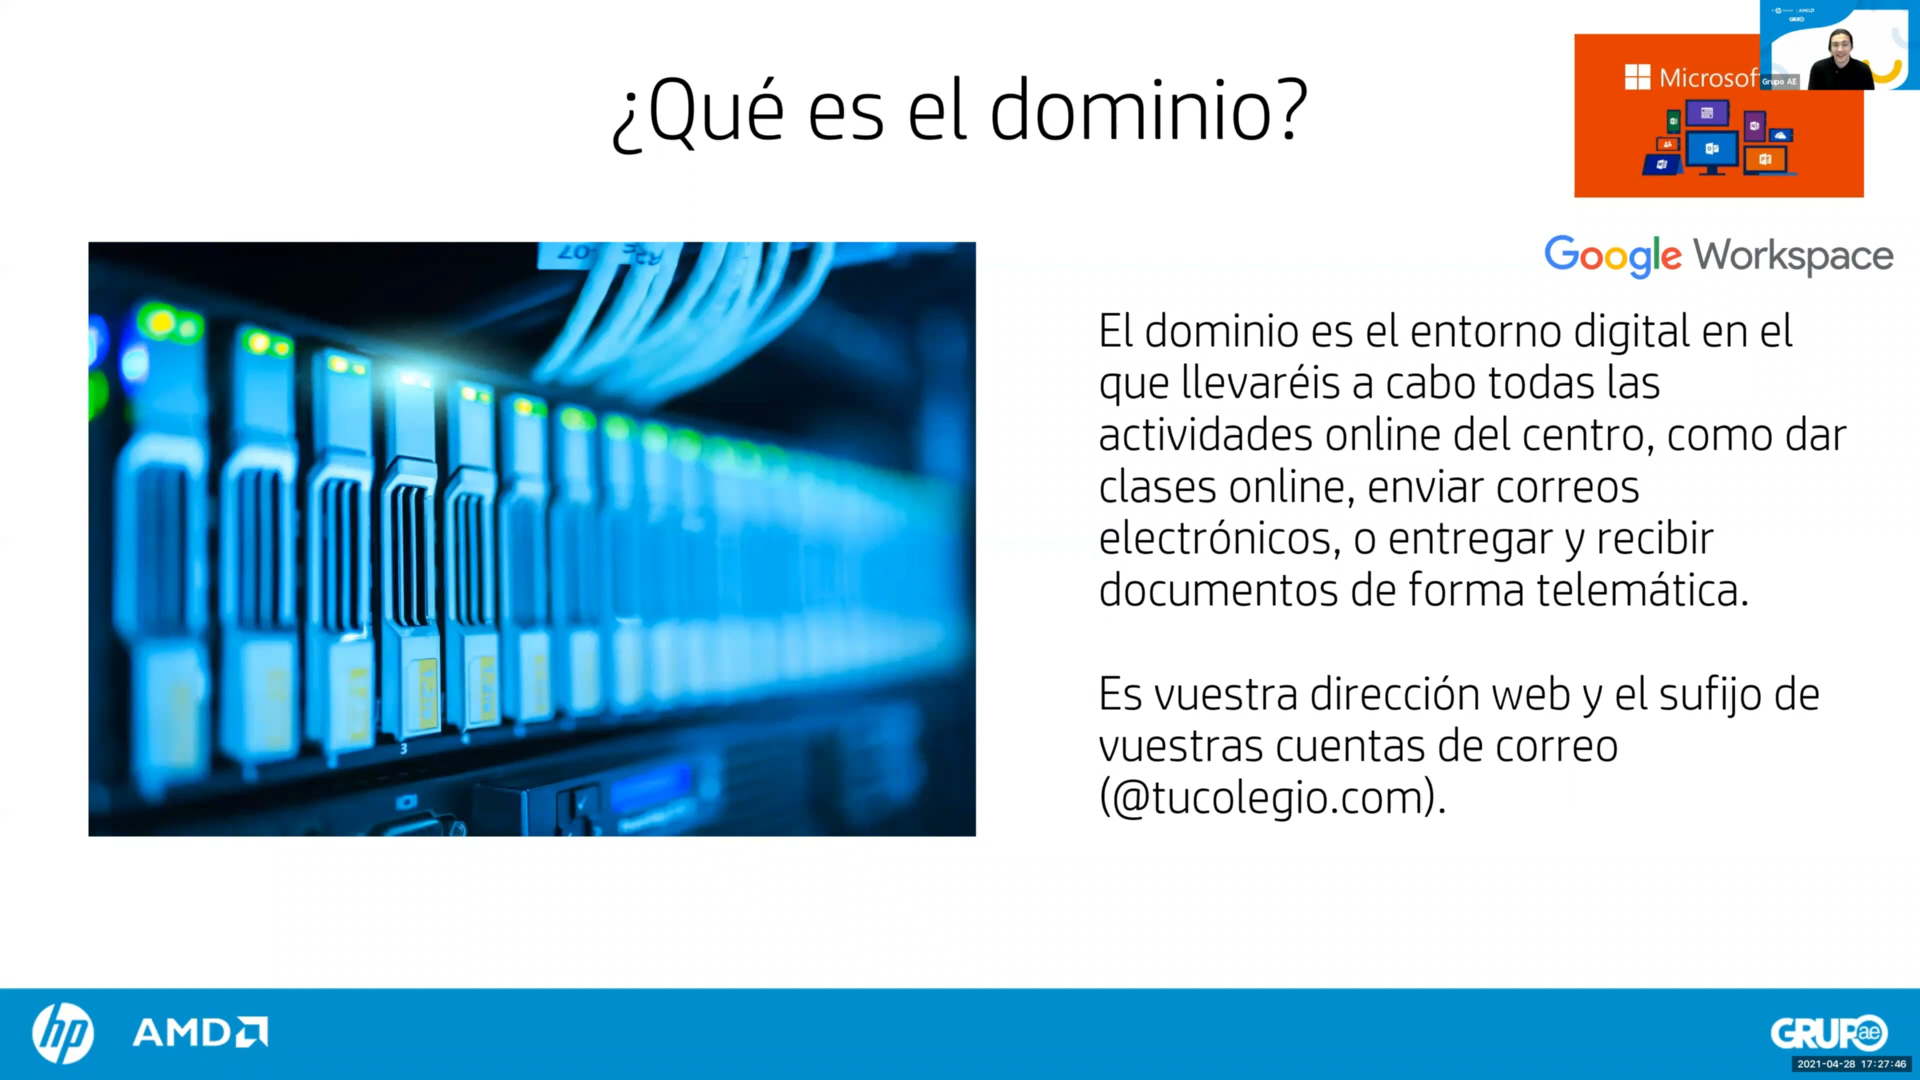 ¿Qué es el dominio?
Microsof
Grupo AE
Google Workspace
El dominio es el entorno digital en el
que llevaréis a cabo todas las
actividades online del centro, como dar
clases online, enviar correos
electrónicos, o entregar y recibir
documentos de forma telemática.
Es vuestra dirección web y el sufijo de
vuestras cuentas de correo
(@tucolegio.com).
3
hp
AMD
GRUPO ae
2021-04-28 17:27:46